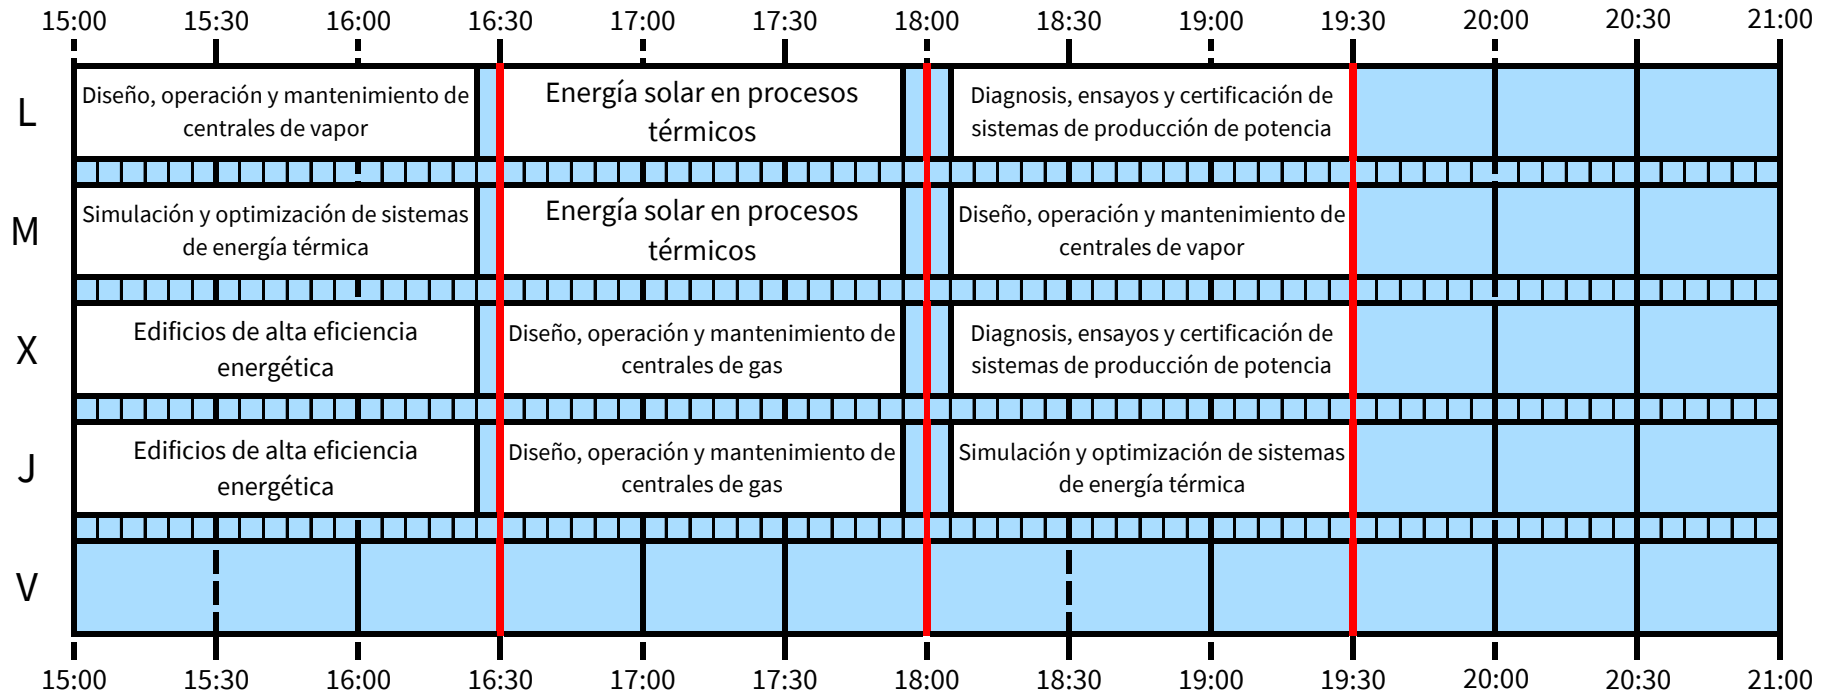 15:00 15:30 16:00 16:30 17:00 17:30 18:00 18:30 19:00 19:30 20:00 20:30 21:00
L
Diseño, operación y mantenimiento de
centrales de vapor
Energía solar en procesos
térmicos
Diagnosis, ensayos y certificación de
sistemas de producción de potencia
M
Simulación y optimización de sistemas
de energía térmica
Energía solar en procesos
térmicos
Diseño, operación y mantenimiento de
centrales de vapor
X
Edificios de alta eficiencia
energética
Diseño, operación y mantenimiento de
centrales de gas
Diagnosis, ensayos y certificación de
sistemas de producción de potencia
J
Edificios de alta eficiencia
energética
Diseño, operación y mantenimiento de
centrales de gas
Simulación y optimización de sistemas
de energía térmica
V
15:00 15:30 16:00 16:30 17:00 17:30 18:00 18:30 19:00 19:30 20:00 20:30 21:00